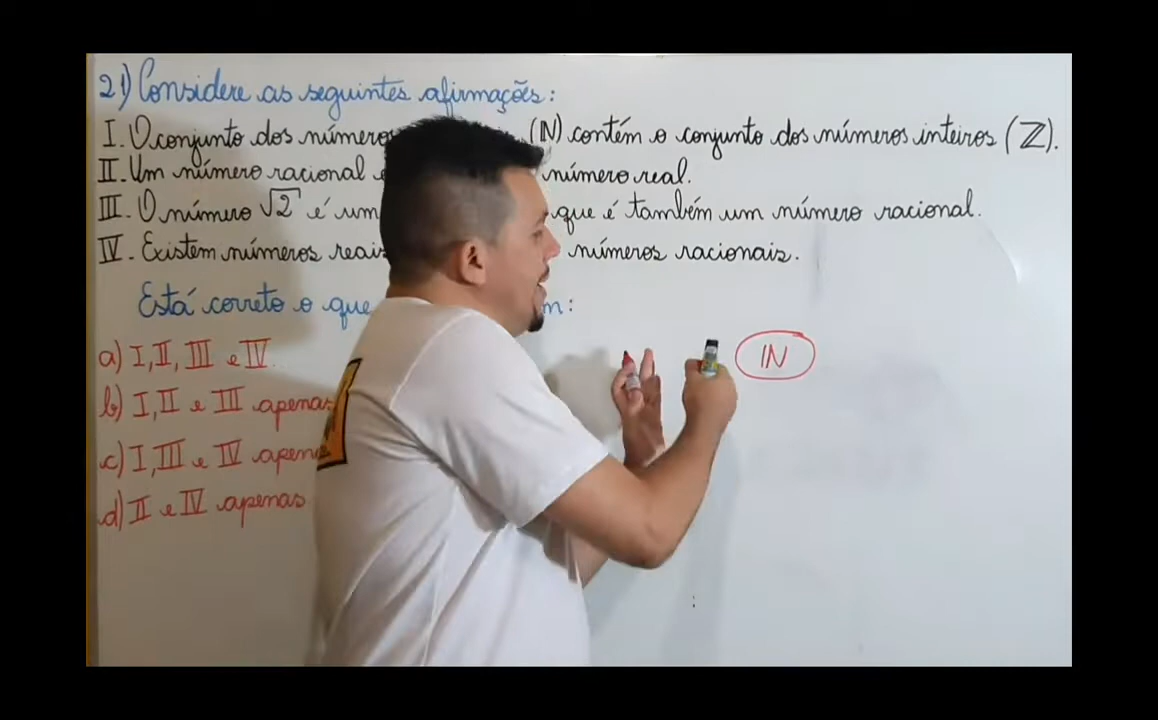 21) Considere as seguintes afirmações:
I. O conjunto dos números (ℕ) contém o conjunto dos números inteiros (ℤ).
II. Um número racional número real.
III. O número √2 é um que é também um número racional.
IV. Existem números reais números racionais.
Está correto o que :
a) I, II, III e IV
b) I, II e III apenas
c) I, III e IV
d) II e IV apenas
ℕ